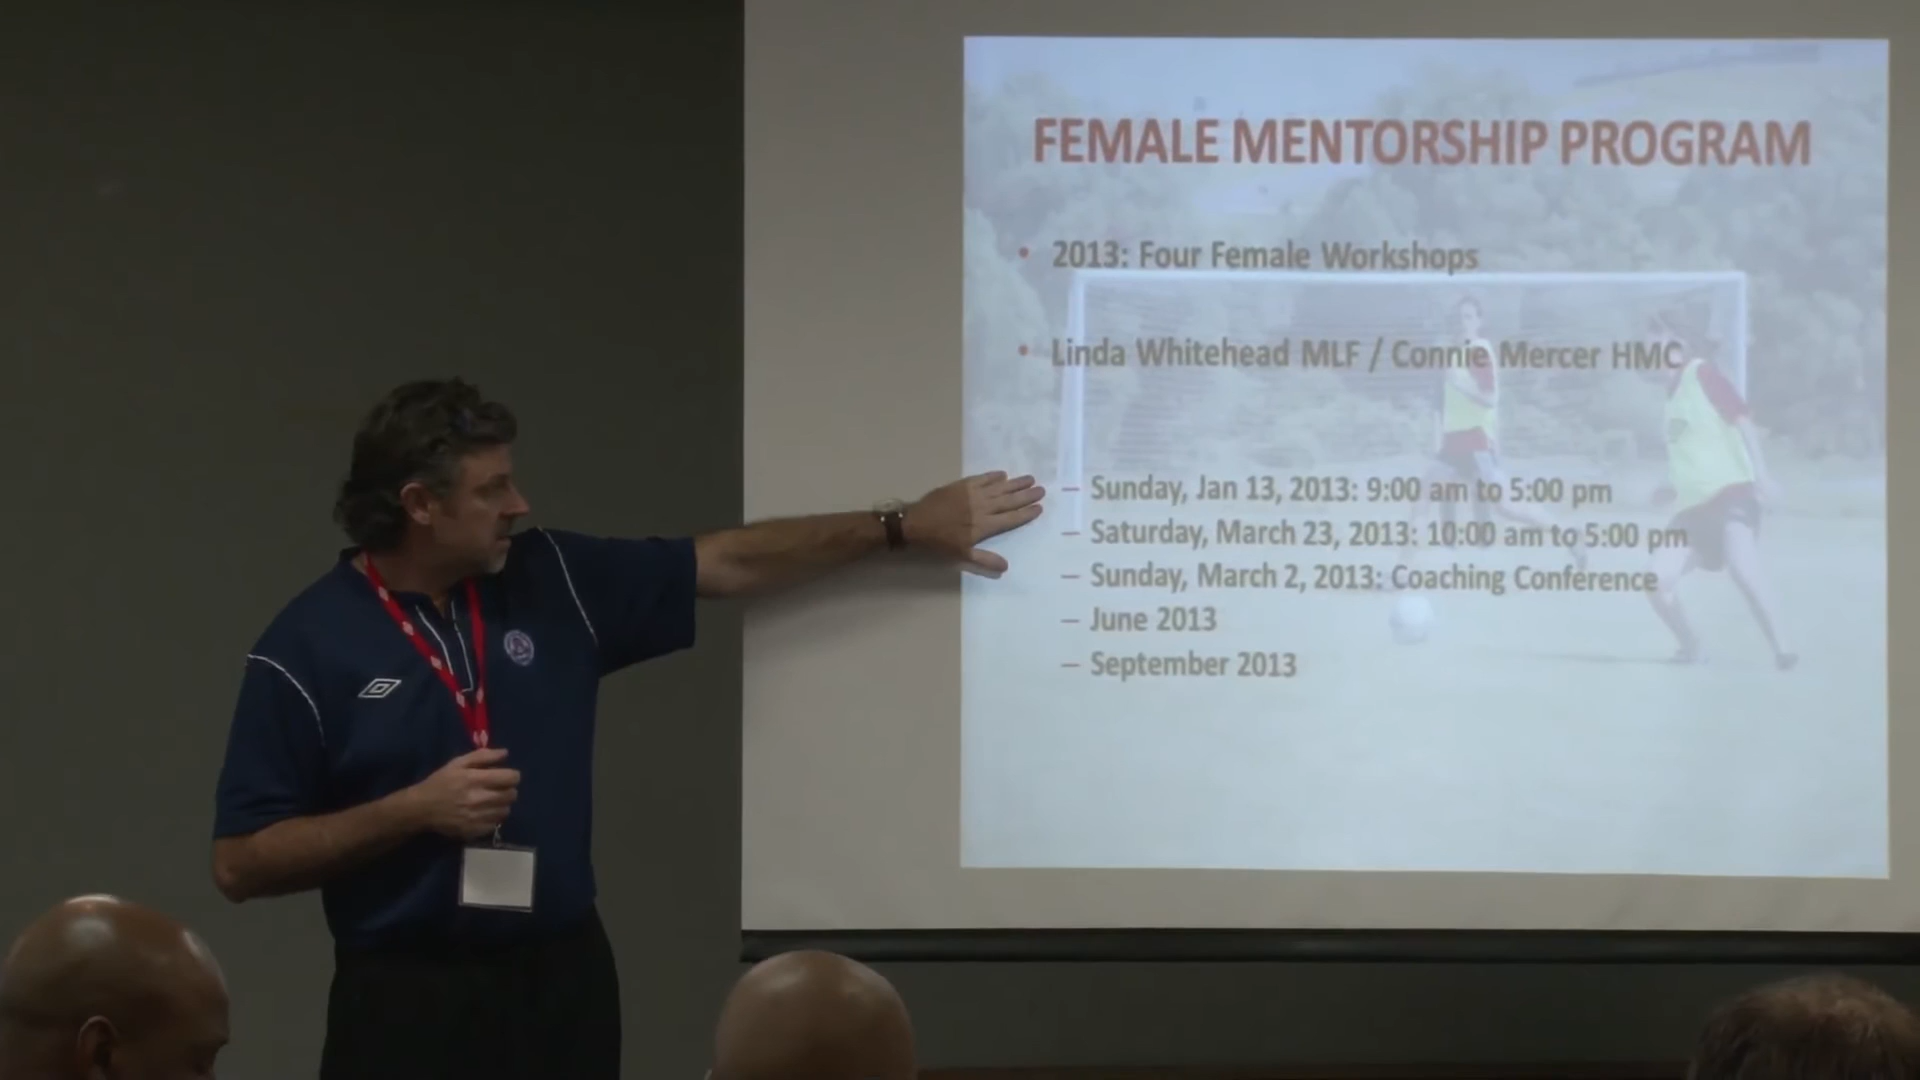 FEMALE MENTORSHIP PROGRAM
• 2013: Four Female Workshops
• Linda Whitehead MLF / Connie Mercer HMC
– Sunday, Jan 13, 2013: 9:00 am to 5:00 pm
– Saturday, March 23, 2013: 10:00 am to 5:00 pm
– Sunday, March 2, 2013: Coaching Conference
– June 2013
– September 2013